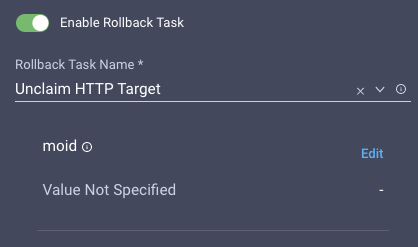 Enable Rollback Task
Rollback Task Name *
Unclaim HTTP Target
moid
Edit
Value Not Specified
-